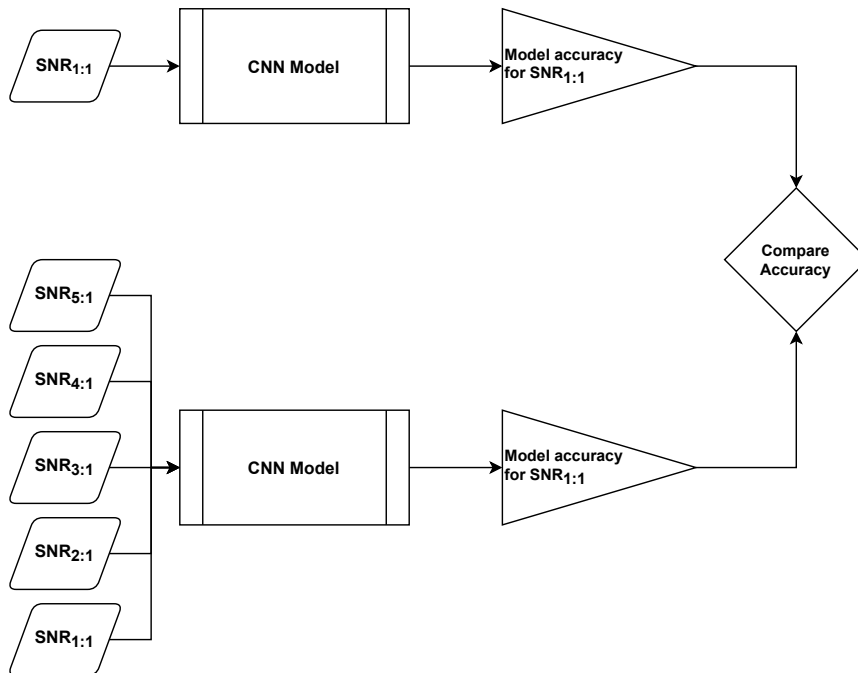 SNR1:1
CNN Model
Model accuracy
for SNR1:1
Compare
Accuracy
SNR5:1
SNR4:1
SNR3:1
SNR2:1
SNR1:1
CNN Model
Model accuracy
for SNR1:1